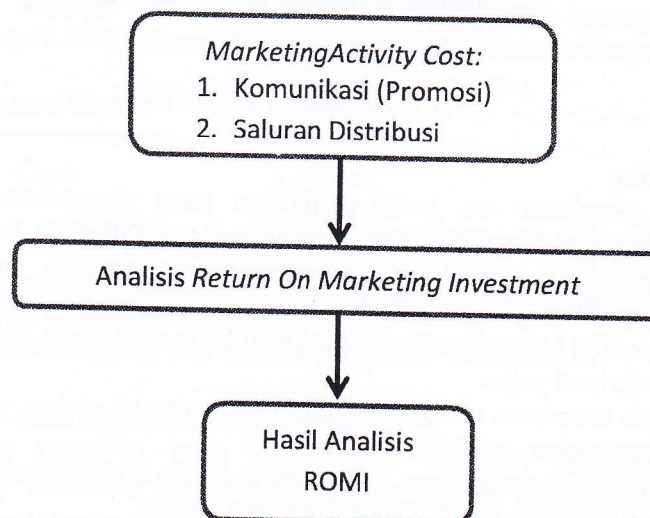 MarketingActivity Cost:
1. Komunikasi (Promosi)
2. Saluran Distribusi
Analisis Return On Marketing Investment
Hasil Analisis
ROMI